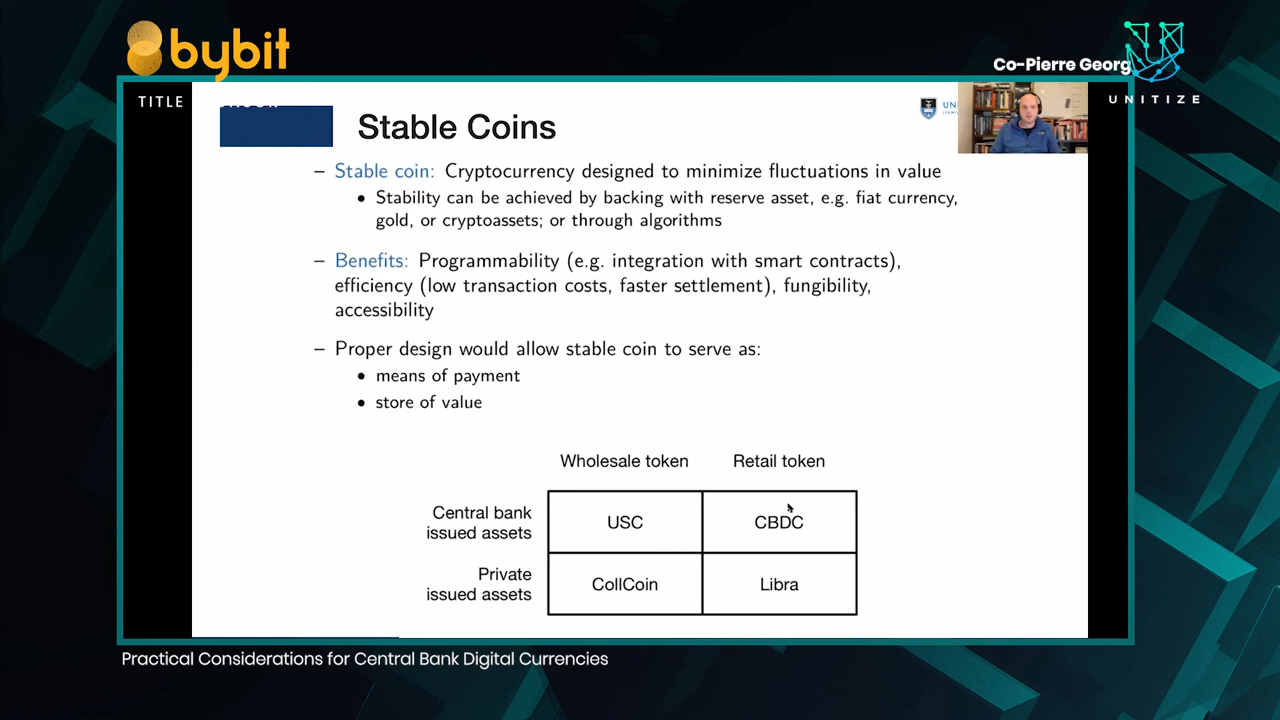 bybit
Co-Pierre Georg
UNITIZE
TITLE
Stable Coins
– Stable coin: Cryptocurrency designed to minimize fluctuations in value
• Stability can be achieved by backing with reserve asset, e.g. fiat currency,
gold, or cryptoassets; or through algorithms
– Benefits: Programmability (e.g. integration with smart contracts),
efficiency (low transaction costs, faster settlement), fungibility,
accessibility
– Proper design would allow stable coin to serve as:
• means of payment
• store of value
Wholesale token Retail token
Central bank
issued assets
USC CBDC
Private
issued assets
CollCoin Libra
Practical Considerations for Central Bank Digital Currencies